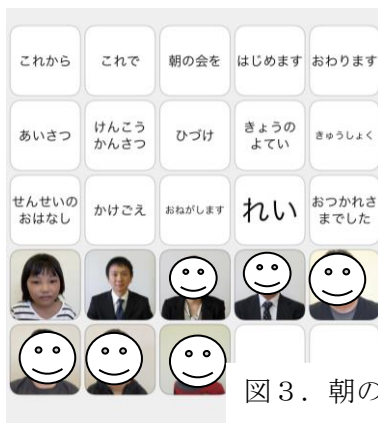 これから
これで
朝の会を
はじめます
おわります
あいさつ
けんこう
かんさつ
ひづけ
きょうの
よてい
きゅうしょく
せんせいの
おはなし
かけごえ
おねがします
れい
おつかれさ
までした
図3. 朝の